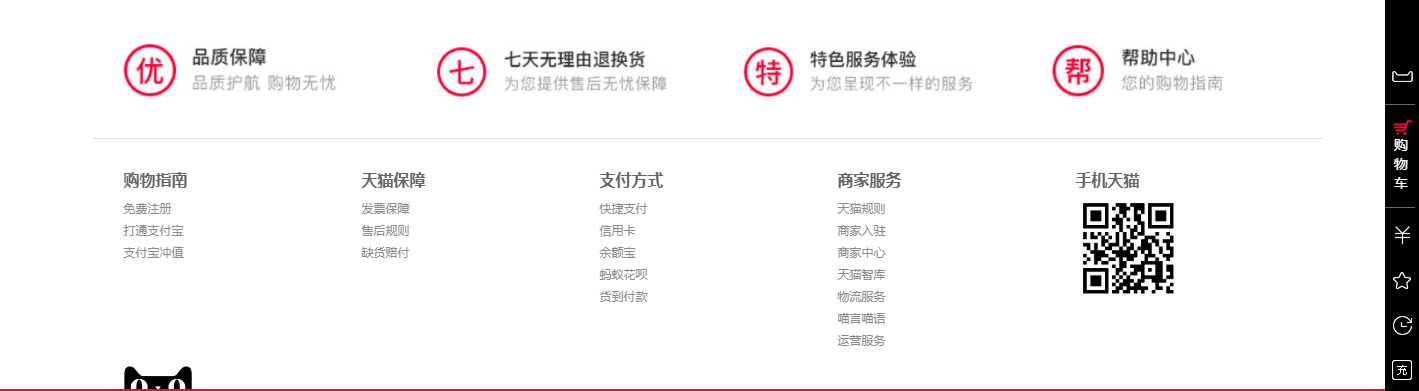 优
品质保障
品质护航 购物无忧
七
七天无理由退换货
为您提供售后无忧保障
特
特色服务体验
为您呈现不一样的服务
帮
帮助中心
您的购物指南
购物指南
免费注册
打通支付宝
支付宝冲值
天猫保障
发票保障
售后规则
缺货赔付
支付方式
快捷支付
信用卡
余额宝
蚂蚁花呗
货到付款
商家服务
天猫规则
商家入驻
商家中心
天猫智库
物流服务
喵言喵语
运营服务
手机天猫
购
物
车
充